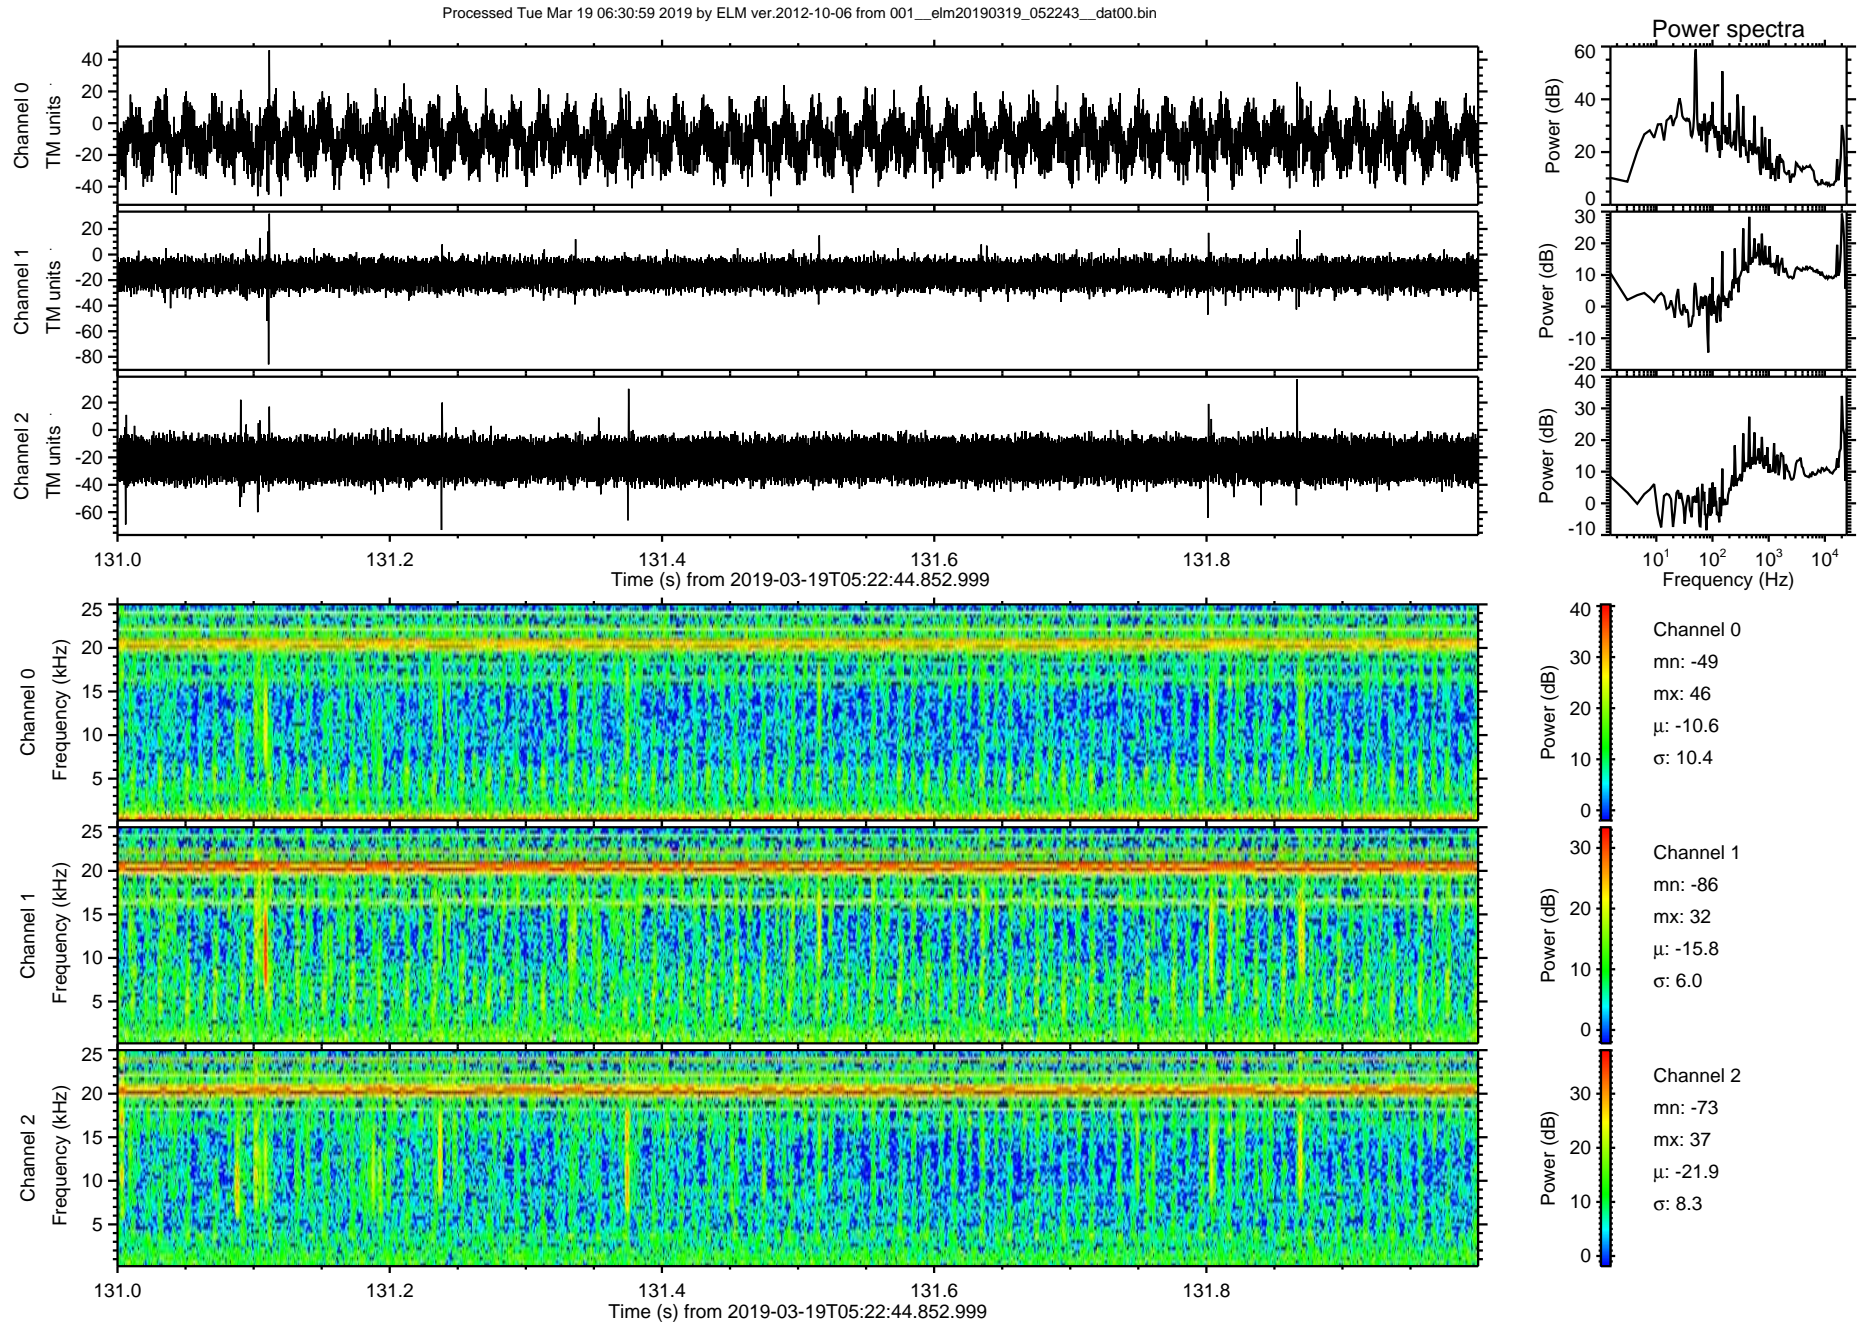 Processed Tue Mar 19 06:30:59 2019 by ELM ver.2012-10-06 from 001__elm20190319_052243__dat00.bin
Power spectra
Channel 0
TM units
40
20
0
-20
-40
Power (dB)
60
40
20
0
Channel 1
TM units
20
0
-20
-40
-60
-80
Power (dB)
30
20
10
0
-10
-20
Channel 2
TM units
20
0
-20
-40
-60
Power (dB)
40
30
20
10
0
-10
131.0 131.2 131.4 131.6 131.8
Time (s) from 2019-03-19T05:22:44.852.999
10¹ 10² 10³ 10⁴
Frequency (Hz)
Channel 0
Frequency (kHz)
25
20
15
10
5
Power (dB)
40
30
20
10
0
Channel 0
mn: -49
mx: 46
μ: -10.6
σ: 10.4
Channel 1
Frequency (kHz)
25
20
15
10
5
Power (dB)
30
20
10
0
Channel 1
mn: -86
mx: 32
μ: -15.8
σ: 6.0
Channel 2
Frequency (kHz)
25
20
15
10
5
Power (dB)
30
20
10
0
Channel 2
mn: -73
mx: 37
μ: -21.9
σ: 8.3
131.0 131.2 131.4 131.6 131.8
Time (s) from 2019-03-19T05:22:44.852.999